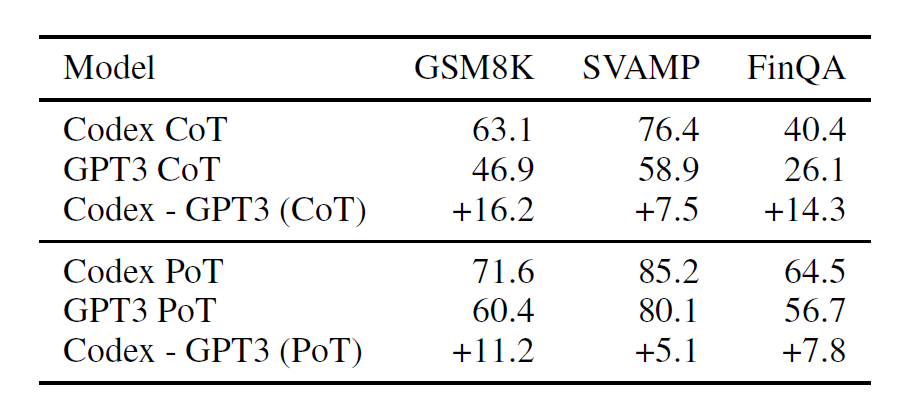 Model GSM8K SVAMP FinQA
Codex CoT 63.1 76.4 40.4
GPT3 CoT 46.9 58.9 26.1
Codex - GPT3 (CoT) +16.2 +7.5 +14.3
Codex PoT 71.6 85.2 64.5
GPT3 PoT 60.4 80.1 56.7
Codex - GPT3 (PoT) +11.2 +5.1 +7.8